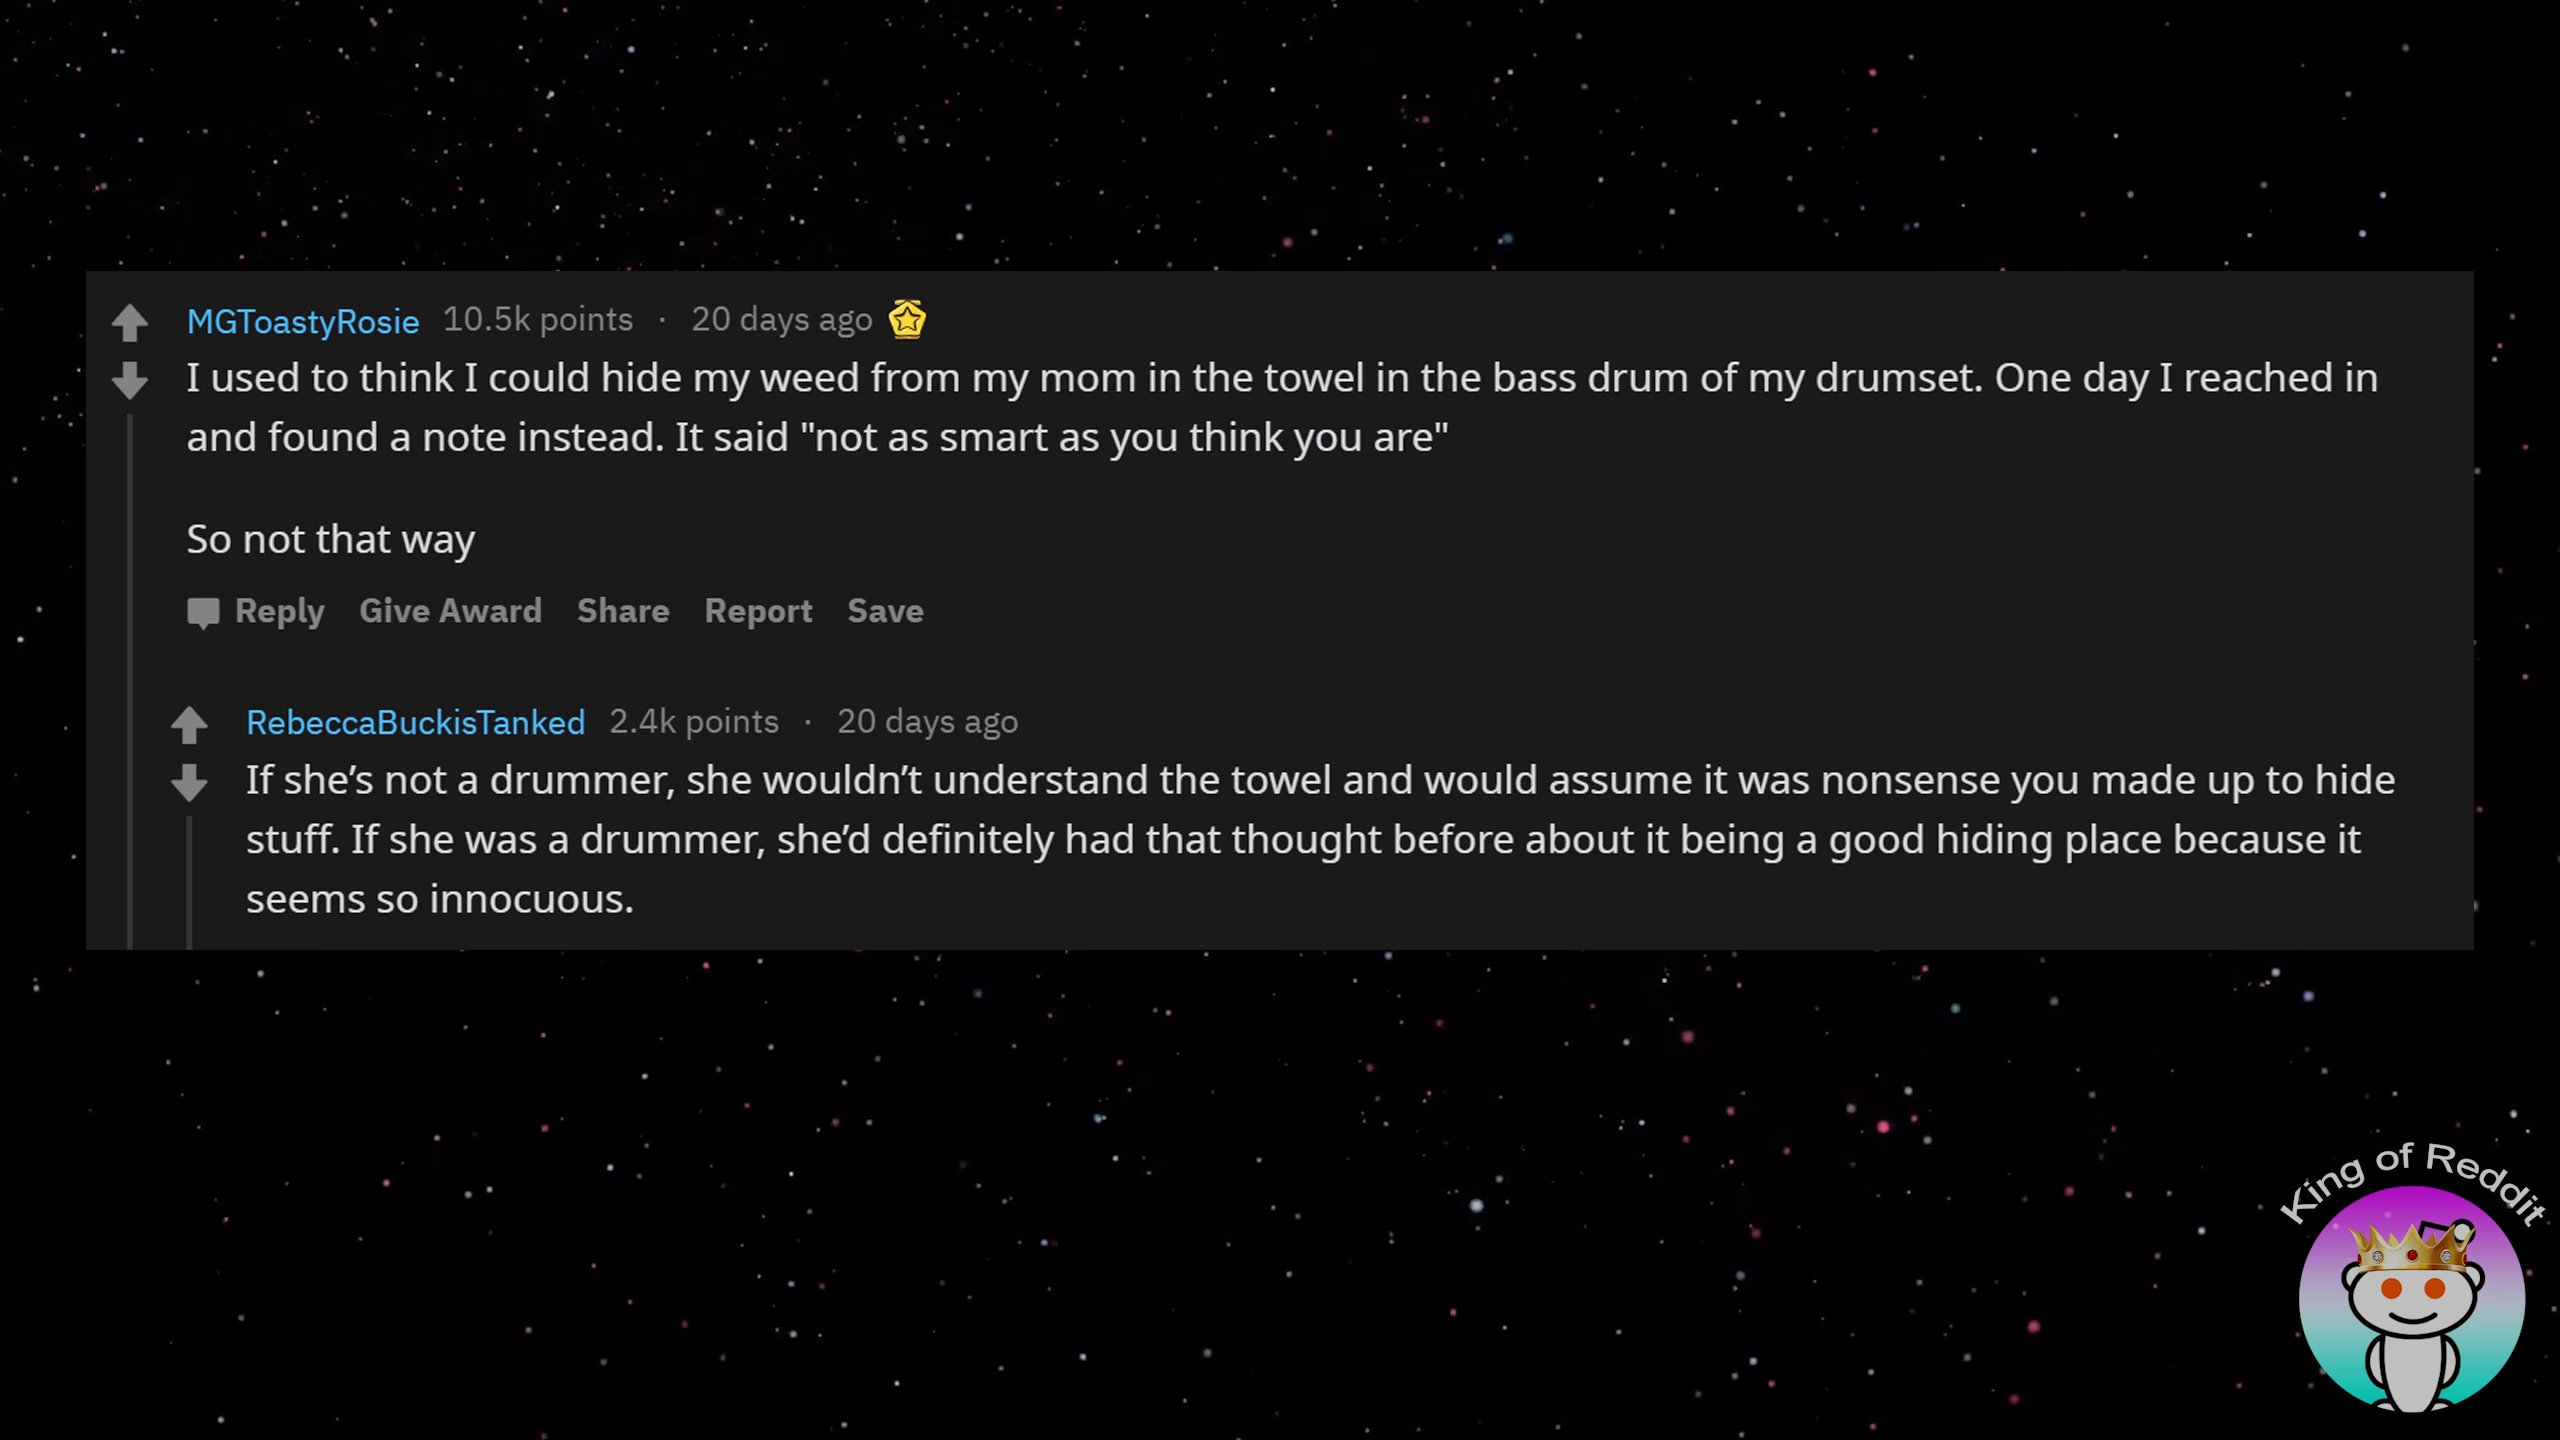 MGToastyRosie 10.5k points · 20 days ago
I used to think I could hide my weed from my mom in the towel in the bass drum of my drumset. One day I reached in
and found a note instead. It said "not as smart as you think you are"
So not that way
Reply Give Award Share Report Save
RebeccaBuckisTanked 2.4k points · 20 days ago
If she’s not a drummer, she wouldn’t understand the towel and would assume it was nonsense you made up to hide
stuff. If she was a drummer, she’d definitely had that thought before about it being a good hiding place because it
seems so innocuous.
King of Reddit